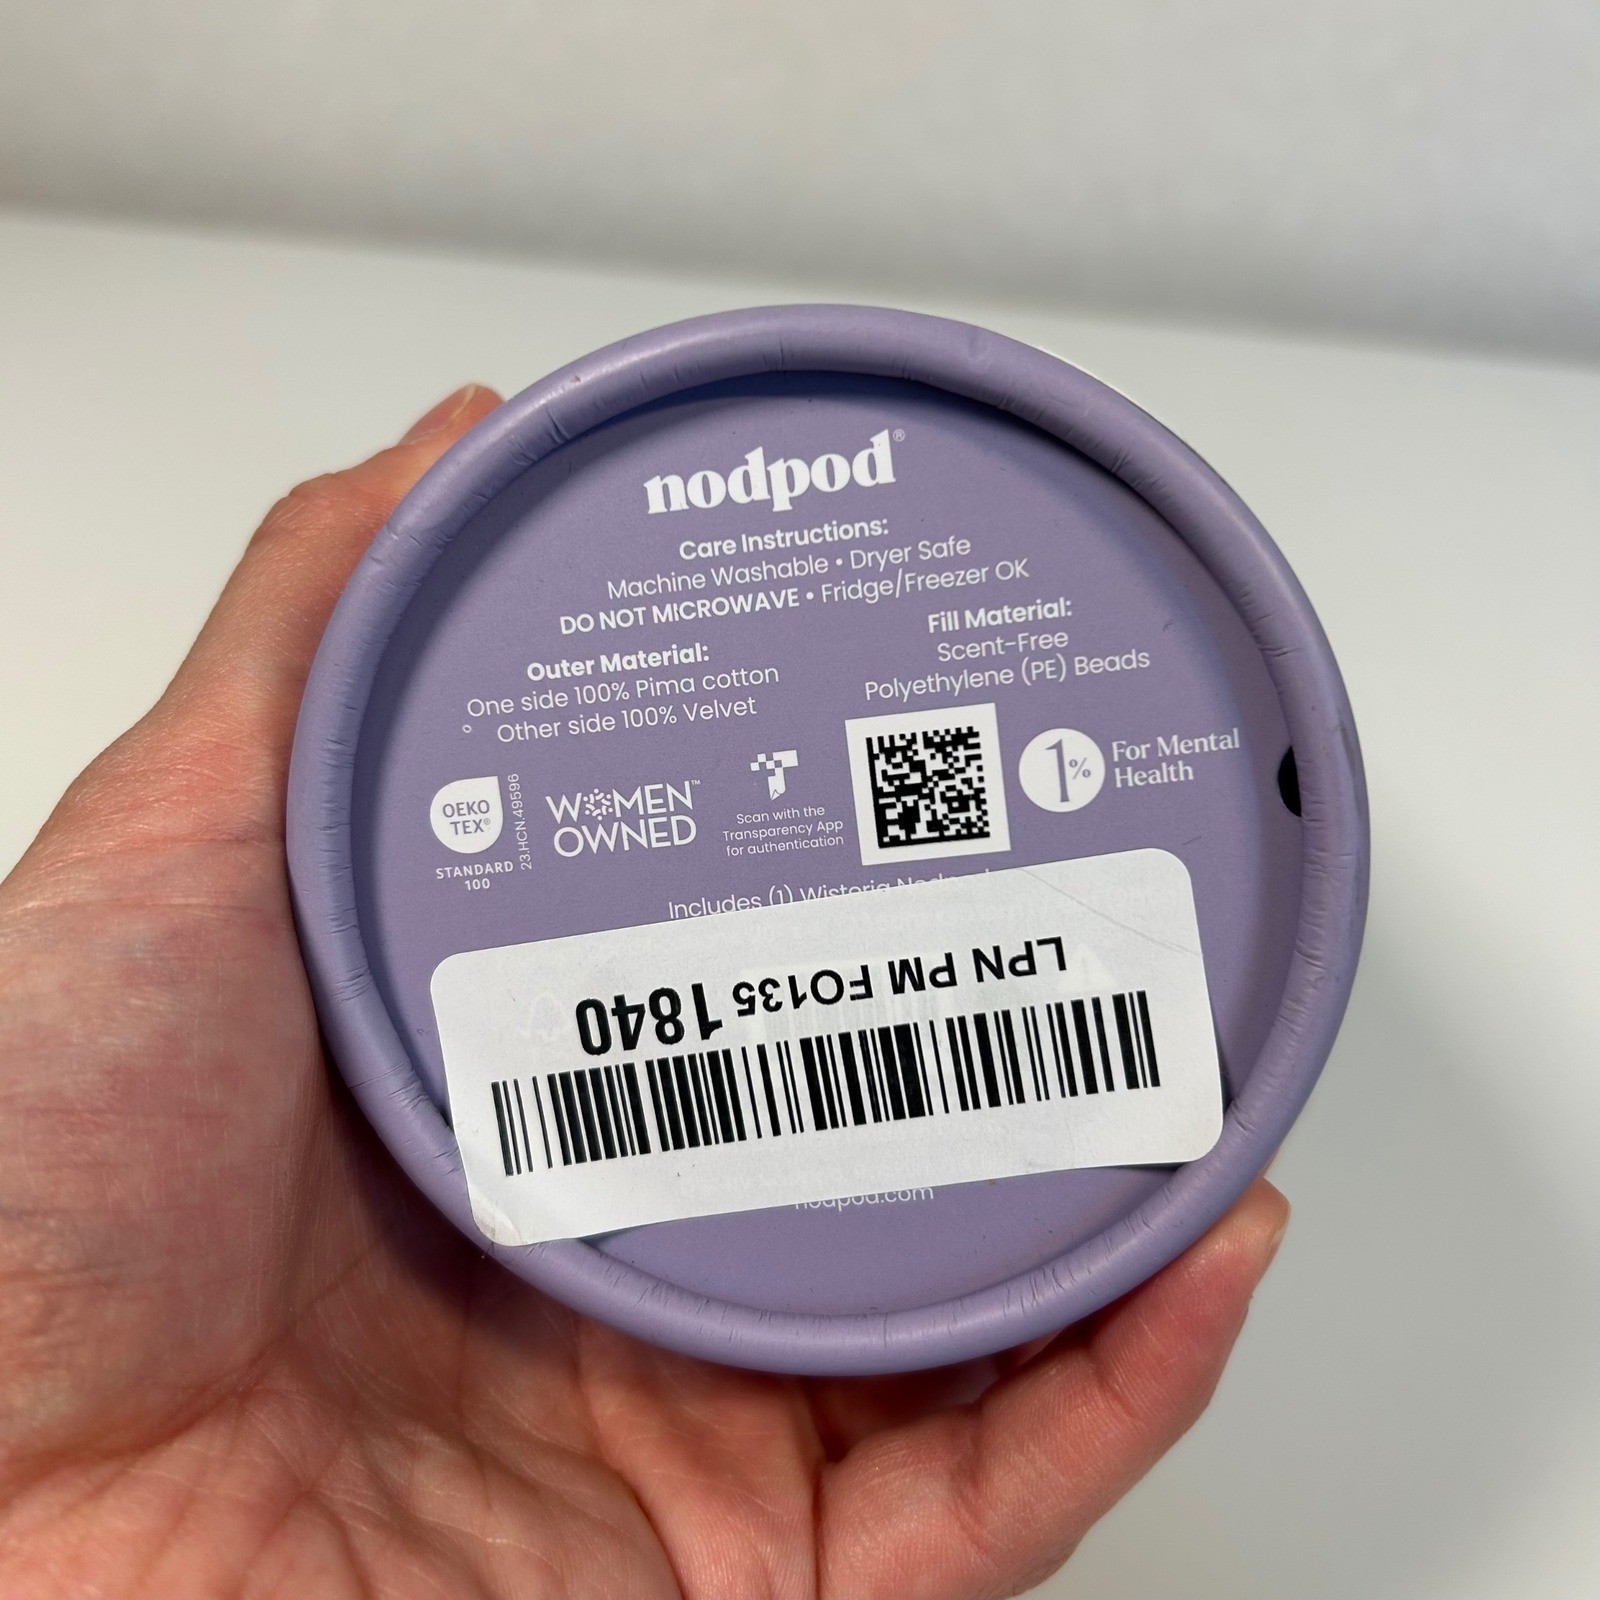 nodpod®
Care Instructions:
Machine Washable • Dryer Safe
DO NOT MICROWAVE • Fridge/Freezer OK
Outer Material:
One side 100% Pima cotton
Other side 100% Velvet
Fill Material:
Scent-Free
Polyethylene (PE) Beads
OEKO
TEX®
STANDARD
100
23.HCN.49596
WOMEN™
OWNED
Scan with the
Transparency App
for authentication
1%
For Mental
Health
Includes (1) Wisteria
LPN PM FO135 1840
nodpod.com